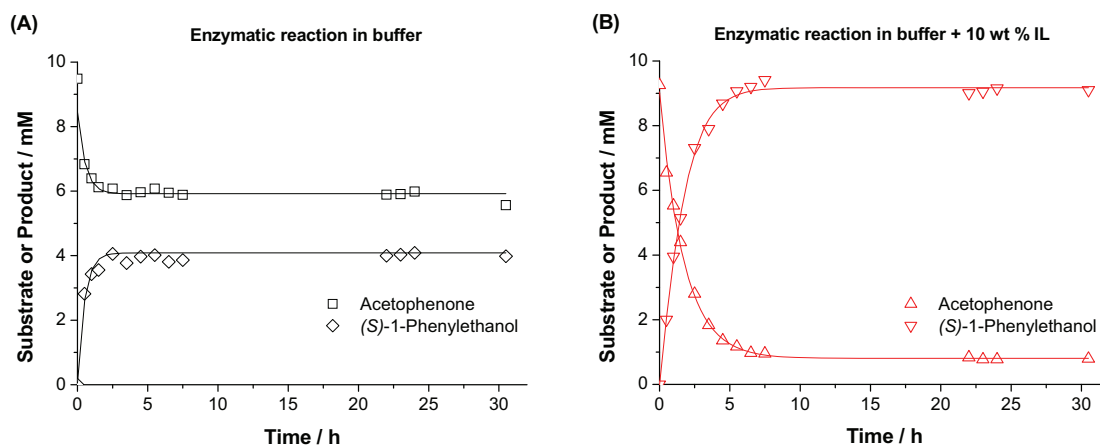 (A)
Enzymatic reaction in buffer
10
8
6
4
2
0
Substrate or Product / mM
Acetophenone
(S)-1-Phenylethanol
0 5 10 15 20 25 30
Time / h
(B)
Enzymatic reaction in buffer + 10 wt % IL
10
8
6
4
2
0
Substrate or Product / mM
Acetophenone
(S)-1-Phenylethanol
0 5 10 15 20 25 30
Time / h